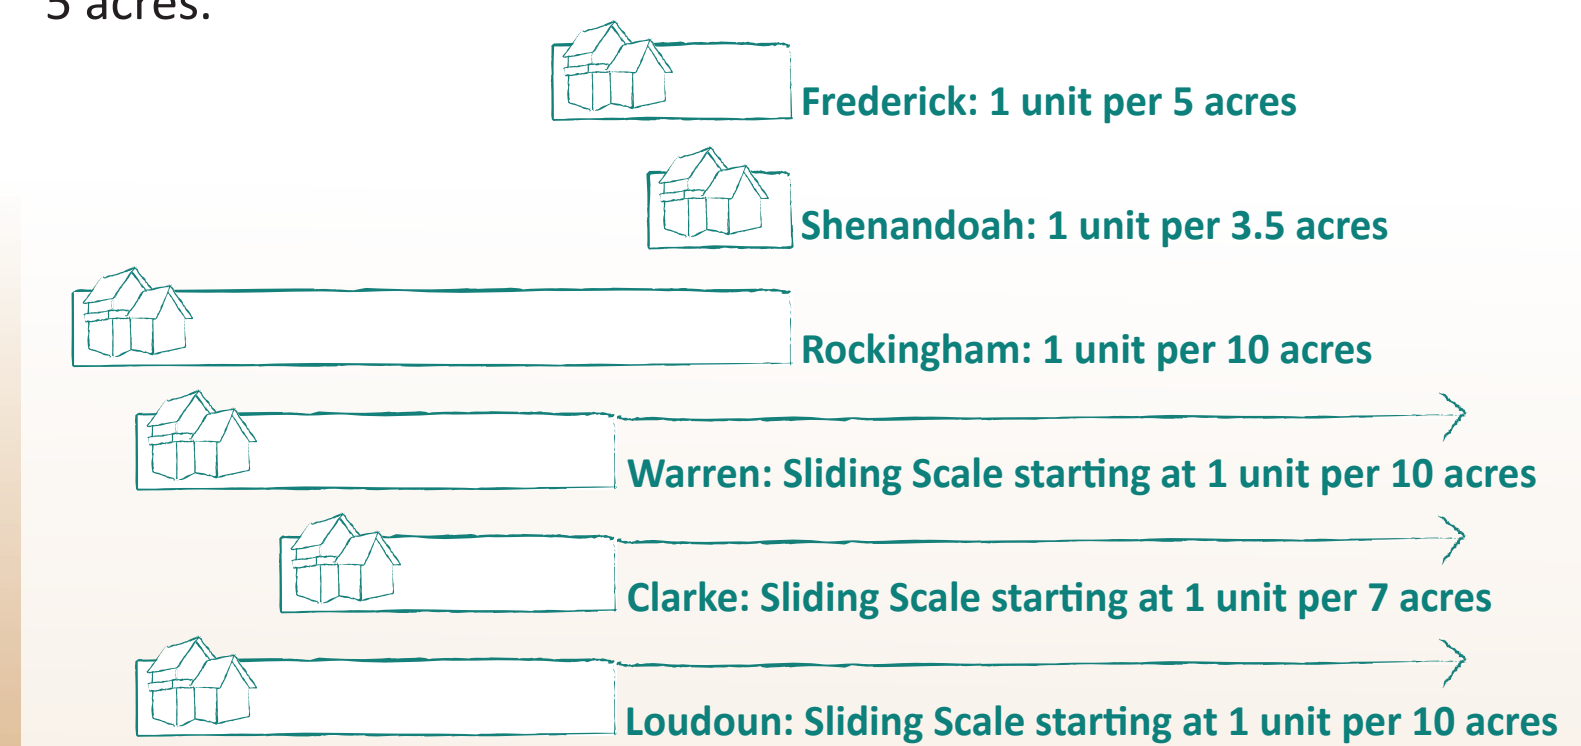 5 acres.
Frederick: 1 unit per 5 acres
Shenandoah: 1 unit per 3.5 acres
Rockingham: 1 unit per 10 acres
Warren: Sliding Scale starting at 1 unit per 10 acres
Clarke: Sliding Scale starting at 1 unit per 7 acres
Loudoun: Sliding Scale starting at 1 unit per 10 acres